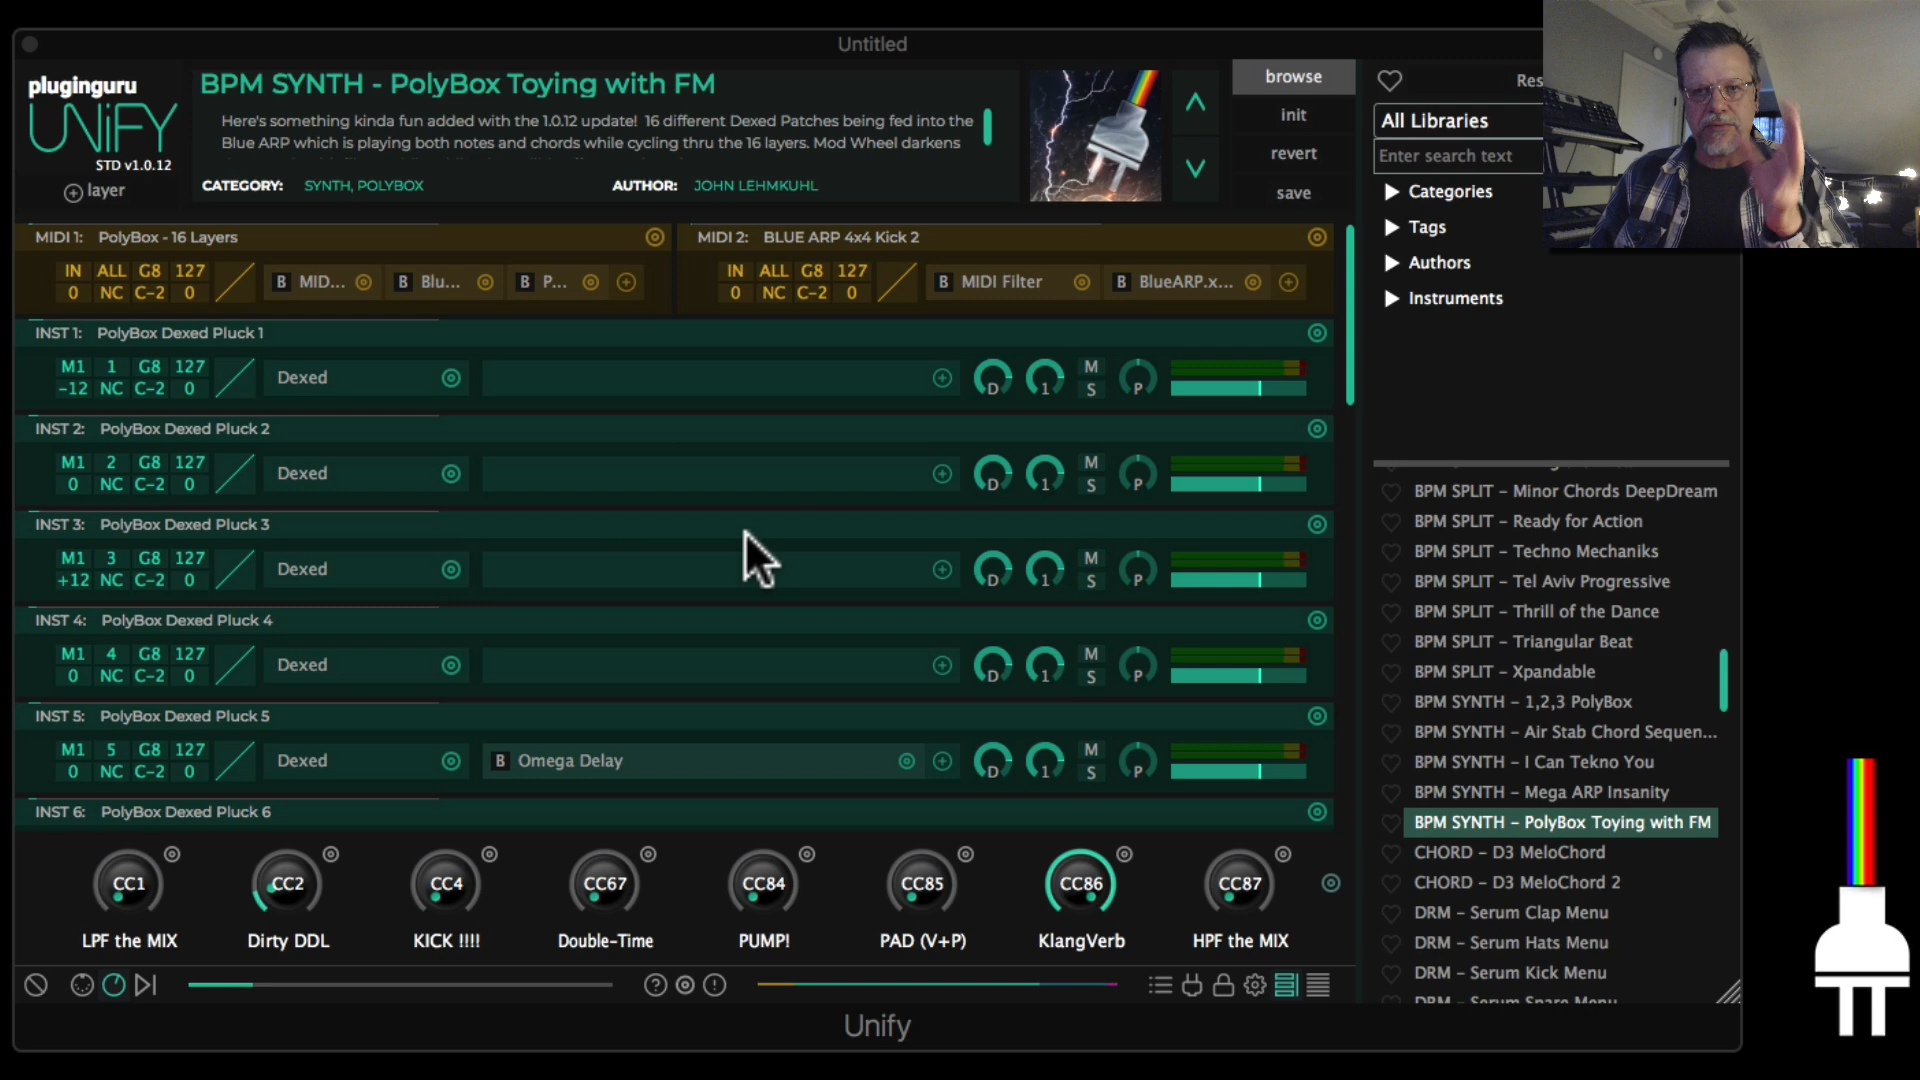 Untitled
pluginguru
UNiFY
STD v1.0.12
+ layer
BPM SYNTH - PolyBox Toying with FM
Here's something kinda fun added with the 1.0.12 update! 16 different Dexed Patches being fed into the
Blue ARP which is playing both notes and chords while cycling thru the 16 layers. Mod Wheel darkens
CATEGORY: SYNTH, POLYBOX AUTHOR: JOHN LEHMKUHL
browse
init
revert
save
Res
All Libraries
Enter search text
Categories
Tags
Authors
Instruments
MIDI 1: PolyBox - 16 Layers
IN ALL G8 127
0 NC C-2 0
B MID... B Blu... B P...
MIDI 2: BLUE ARP 4x4 Kick 2
IN ALL G8 127
0 NC C-2 0
B MIDI Filter B BlueARP.x...
INST 1: PolyBox Dexed Pluck 1
M1 1 G8 127
-12 NC C-2 0
Dexed D 1 M S P
INST 2: PolyBox Dexed Pluck 2
M1 2 G8 127
0 NC C-2 0
Dexed D 1 M S P
INST 3: PolyBox Dexed Pluck 3
M1 3 G8 127
+12 NC C-2 0
Dexed D 1 M S P
INST 4: PolyBox Dexed Pluck 4
M1 4 G8 127
0 NC C-2 0
Dexed D 1 M S P
INST 5: PolyBox Dexed Pluck 5
M1 5 G8 127
0 NC C-2 0
Dexed B Omega Delay D 1 M S P
INST 6: PolyBox Dexed Pluck 6
CC1 CC2 CC4 CC67 CC84 CC85 CC86 CC87
LPF the MIX Dirty DDL KICK !!!! Double-Time PUMP! PAD (V+P) KlangVerb HPF the MIX
BPM SPLIT – Minor Chords DeepDream
BPM SPLIT – Ready for Action
BPM SPLIT – Techno Mechaniks
BPM SPLIT – Tel Aviv Progressive
BPM SPLIT – Thrill of the Dance
BPM SPLIT – Triangular Beat
BPM SPLIT – Xpandable
BPM SYNTH – 1,2,3 PolyBox
BPM SYNTH – Air Stab Chord Sequen...
BPM SYNTH – I Can Tekno You
BPM SYNTH – Mega ARP Insanity
BPM SYNTH – PolyBox Toying with FM
CHORD – D3 MeloChord
CHORD – D3 MeloChord 2
DRM – Serum Clap Menu
DRM – Serum Hats Menu
DRM – Serum Kick Menu
DRM – Serum Snare Menu
Unify